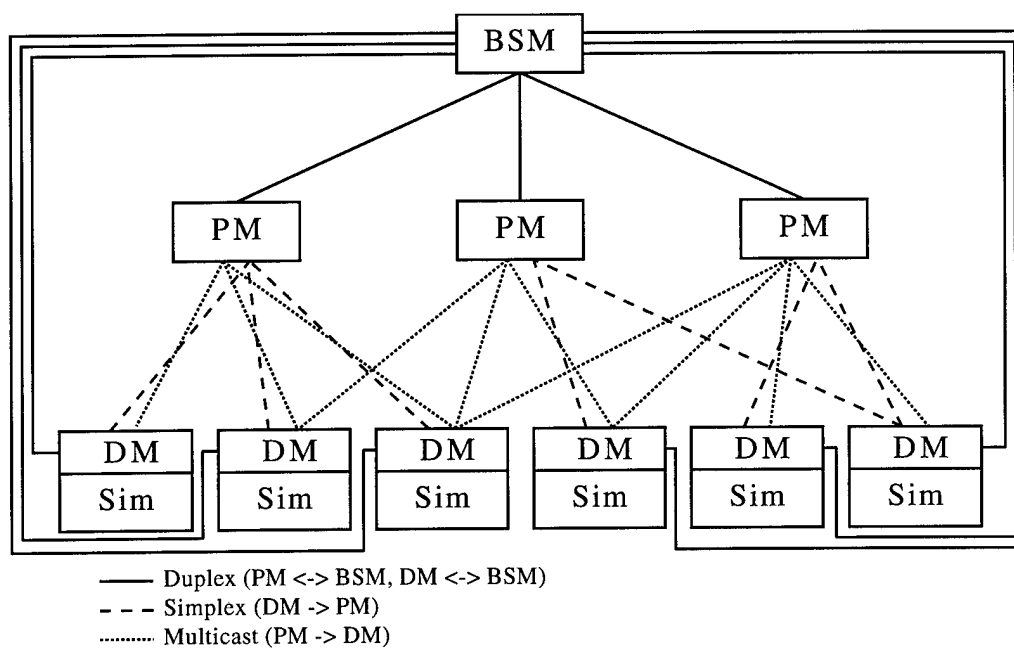 BSM
PM PM PM
DM DM DM DM DM DM
Sim Sim Sim Sim Sim Sim
Duplex (PM <-> BSM, DM <-> BSM)
Simplex (DM -> PM)
Multicast (PM -> DM)